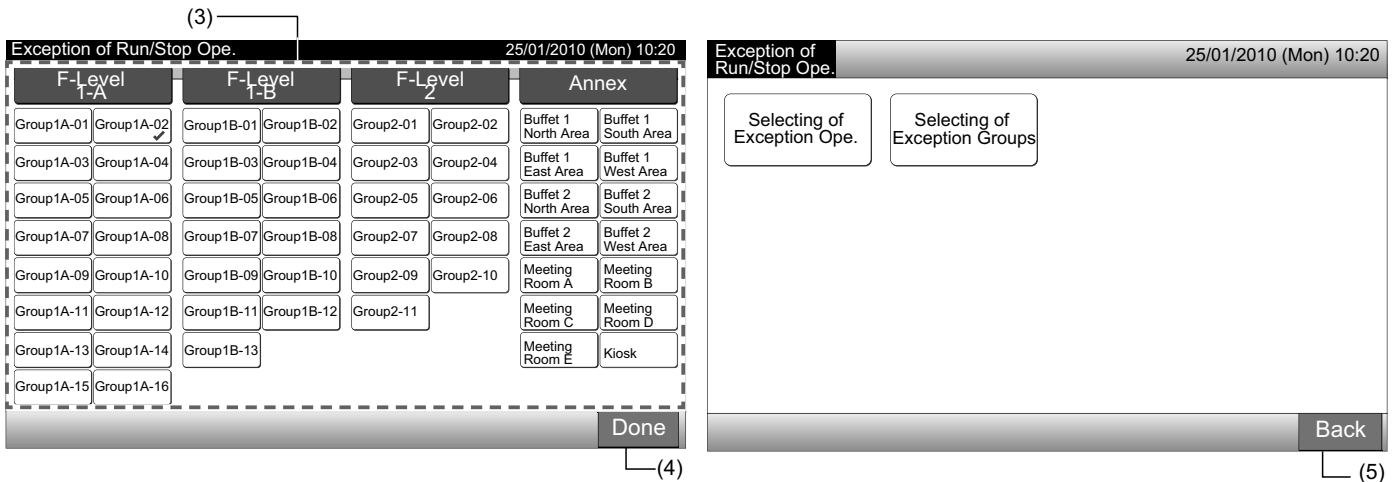 (3)
Exception of Run/Stop Ope. 25/01/2010 (Mon) 10:20
F-Level
1-A
F-Level
1-B
F-Level
2
Annex
Group1A-01 Group1A-02 Group1B-01 Group1B-02 Group2-01 Group2-02
Buffet 1
North Area
Buffet 1
South Area
Group1A-03 Group1A-04 Group1B-03 Group1B-04 Group2-03 Group2-04
Buffet 1
East Area
Buffet 1
West Area
Group1A-05 Group1A-06 Group1B-05 Group1B-06 Group2-05 Group2-06
Buffet 2
North Area
Buffet 2
South Area
Group1A-07 Group1A-08 Group1B-07 Group1B-08 Group2-07 Group2-08
Buffet 2
East Area
Buffet 2
West Area
Group1A-09 Group1A-10 Group1B-09 Group1B-10 Group2-09 Group2-10
Meeting
Room A
Meeting
Room B
Group1A-11 Group1A-12 Group1B-11 Group1B-12 Group2-11
Meeting
Room C
Meeting
Room D
Group1A-13 Group1A-14 Group1B-13
Meeting
Room E
Kiosk
Group1A-15 Group1A-16
Done
(4)
Exception of
Run/Stop Ope.
25/01/2010 (Mon) 10:20
Selecting of
Exception Ope.
Selecting of
Exception Groups
Back
(5)